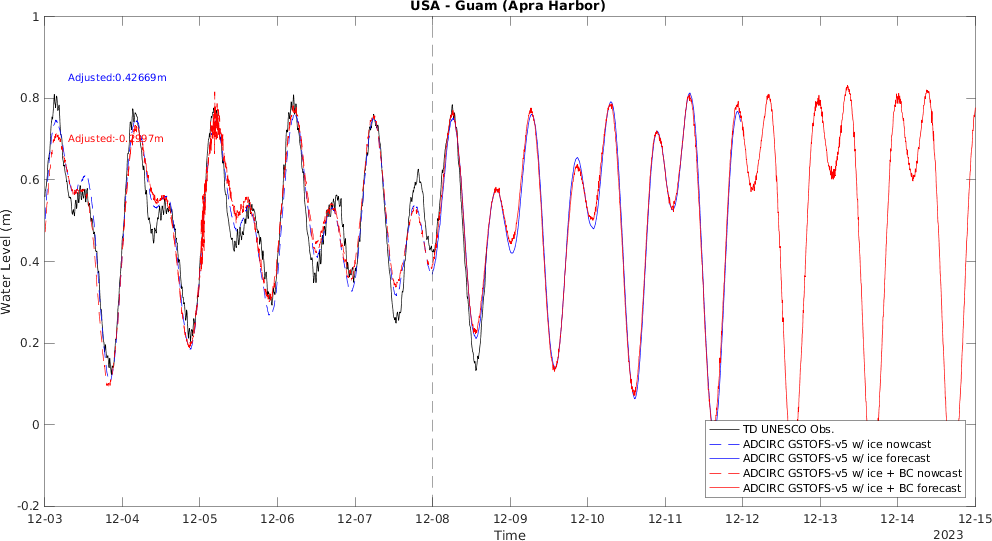 USA - Guam (Apra Harbor)
Adjusted:0.42669m
Adjusted:-0.2997m
Water Level (m)
1
0.8
0.6
0.4
0.2
0
-0.2
TD UNESCO Obs.
ADCIRC GSTOFS-v5 w/ ice nowcast
ADCIRC GSTOFS-v5 w/ ice forecast
ADCIRC GSTOFS-v5 w/ ice + BC nowcast
ADCIRC GSTOFS-v5 w/ ice + BC forecast
12-03 12-04 12-05 12-06 12-07 12-08 12-09 12-10 12-11 12-12 12-13 12-14 12-15
Time
2023